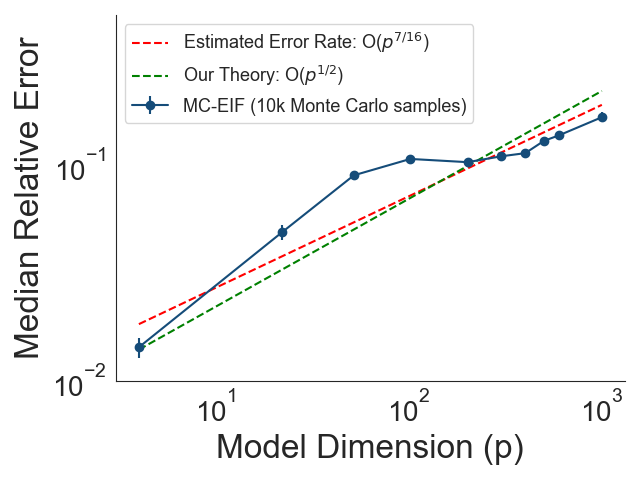 Estimated Error Rate: O(p^{7/16})
Our Theory: O(p^{1/2})
MC-EIF (10k Monte Carlo samples)
Median Relative Error
10^{−1}
10^{−2}
10^{1}
10^{2}
10^{3}
Model Dimension (p)